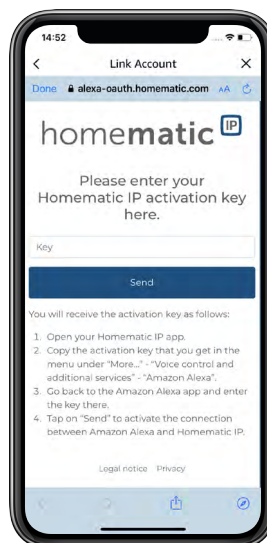 14:52
Link Account
Done alexa-oauth.homematic.com AA
homematic IP
Please enter your
Homematic IP activation key
here.
Key
Send
You will receive the activation key as follows:
1. Open your Homematic IP app.
2. Copy the activation key that you get in the
menu under "More..." - "Voice control and
additional services" - "Amazon Alexa".
3. Go back to the Amazon Alexa app and enter
the key there.
4. Tap on "Send" to activate the connection
between Amazon Alexa and Homematic IP.
Legal notice Privacy